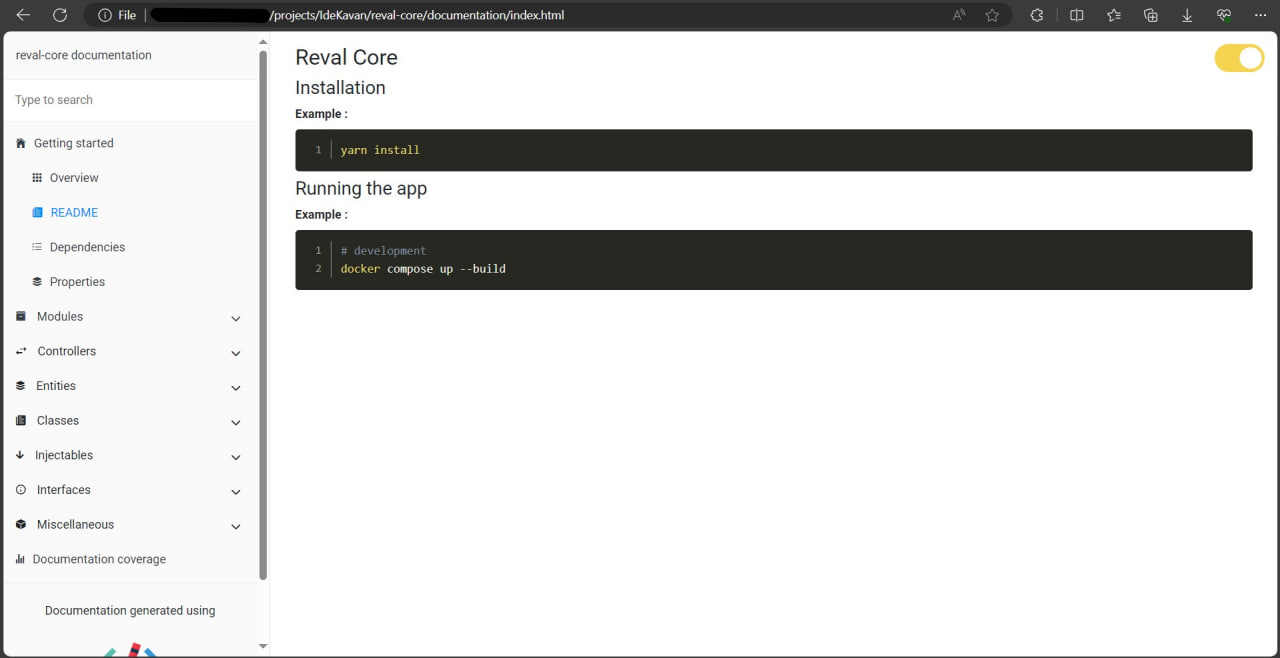 File | /projects/IdeKavan/reval-core/documentation/index.html
reval-core documentation
Type to search
Getting started
Overview
README
Dependencies
Properties
Modules
Controllers
Entities
Classes
Injectables
Interfaces
Miscellaneous
Documentation coverage
Documentation generated using
Reval Core
Installation
Example :
1 yarn install
Running the app
Example :
1 # development
2 docker compose up --build